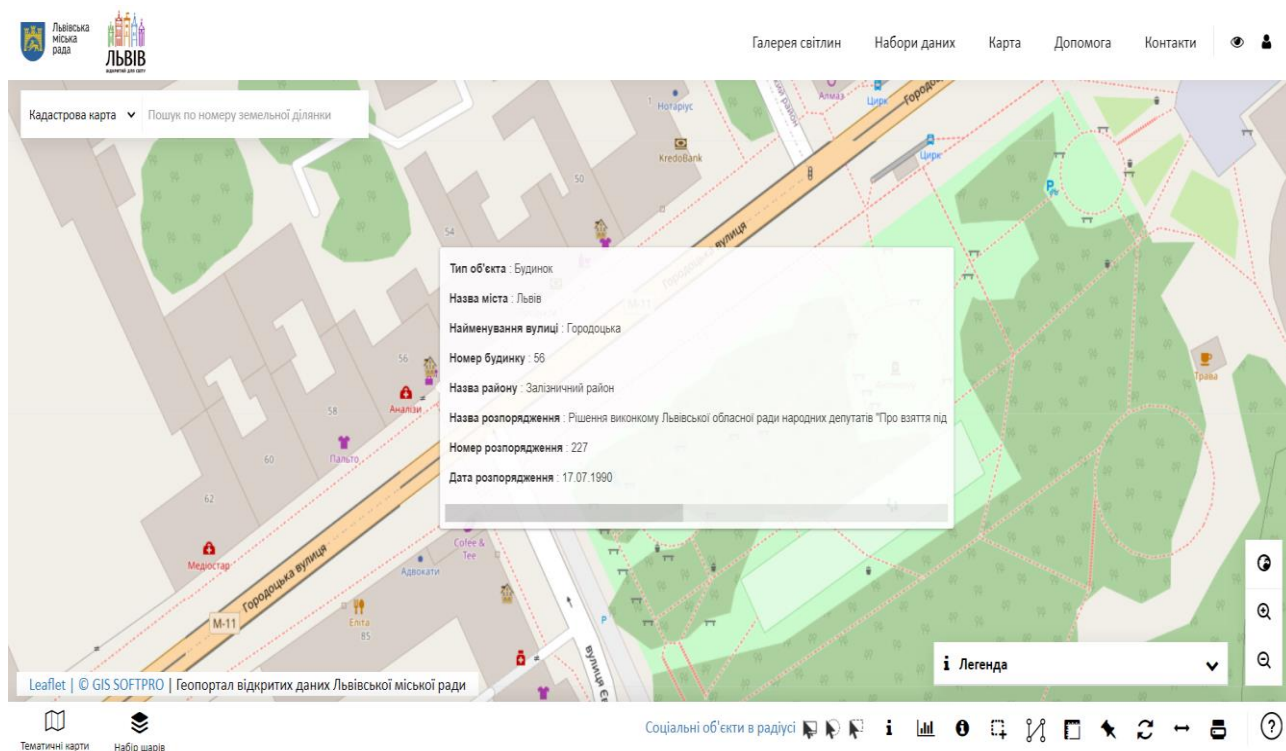 Львівська
міська
рада
ЛЬВІВ
ВІДКРИТИЙ ДЛЯ СВІТУ
Галерея світлин
Набори даних
Карта
Допомога
Контакти
Кадастрова карта
Пошук по номеру земельної ділянки
Нотаріус
Алмаз
Цирк
KredoBank
Цирк
50
54
вулиця
Тип об'єкта : Будинок
Назва міста : Львів
Найменування вулиці : Городоцька
Номер будинку : 56
Назва району : Залізничний район
Назва розпорядження : Рішення виконкому Львівської обласної ради народних депутатів "Про взяття під
Номер розпорядження : 227
Дата розпорядження : 17.07.1990
56
58
Аналізи
60
Пальто
62
Трава
Медіостар
Cofee &
Tee
Адвокати
Городоцька вулиця
M-11
Еліта
85
P
i Легенда
Leaflet | © GIS SOFTPRO | Геопортал відкритих даних Львівської міської ради
Тематичні карти
Набір шарів
Соціальні об'єкти в радіусі